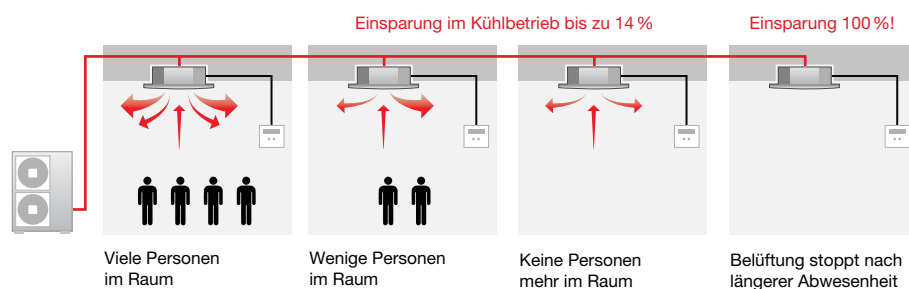 Einsparung im Kühlbetrieb bis zu 14 %
Einsparung 100 %!
Viele Personen
im Raum
Wenige Personen
im Raum
Keine Personen
mehr im Raum
Belüftung stoppt nach
längerer Abwesenheit